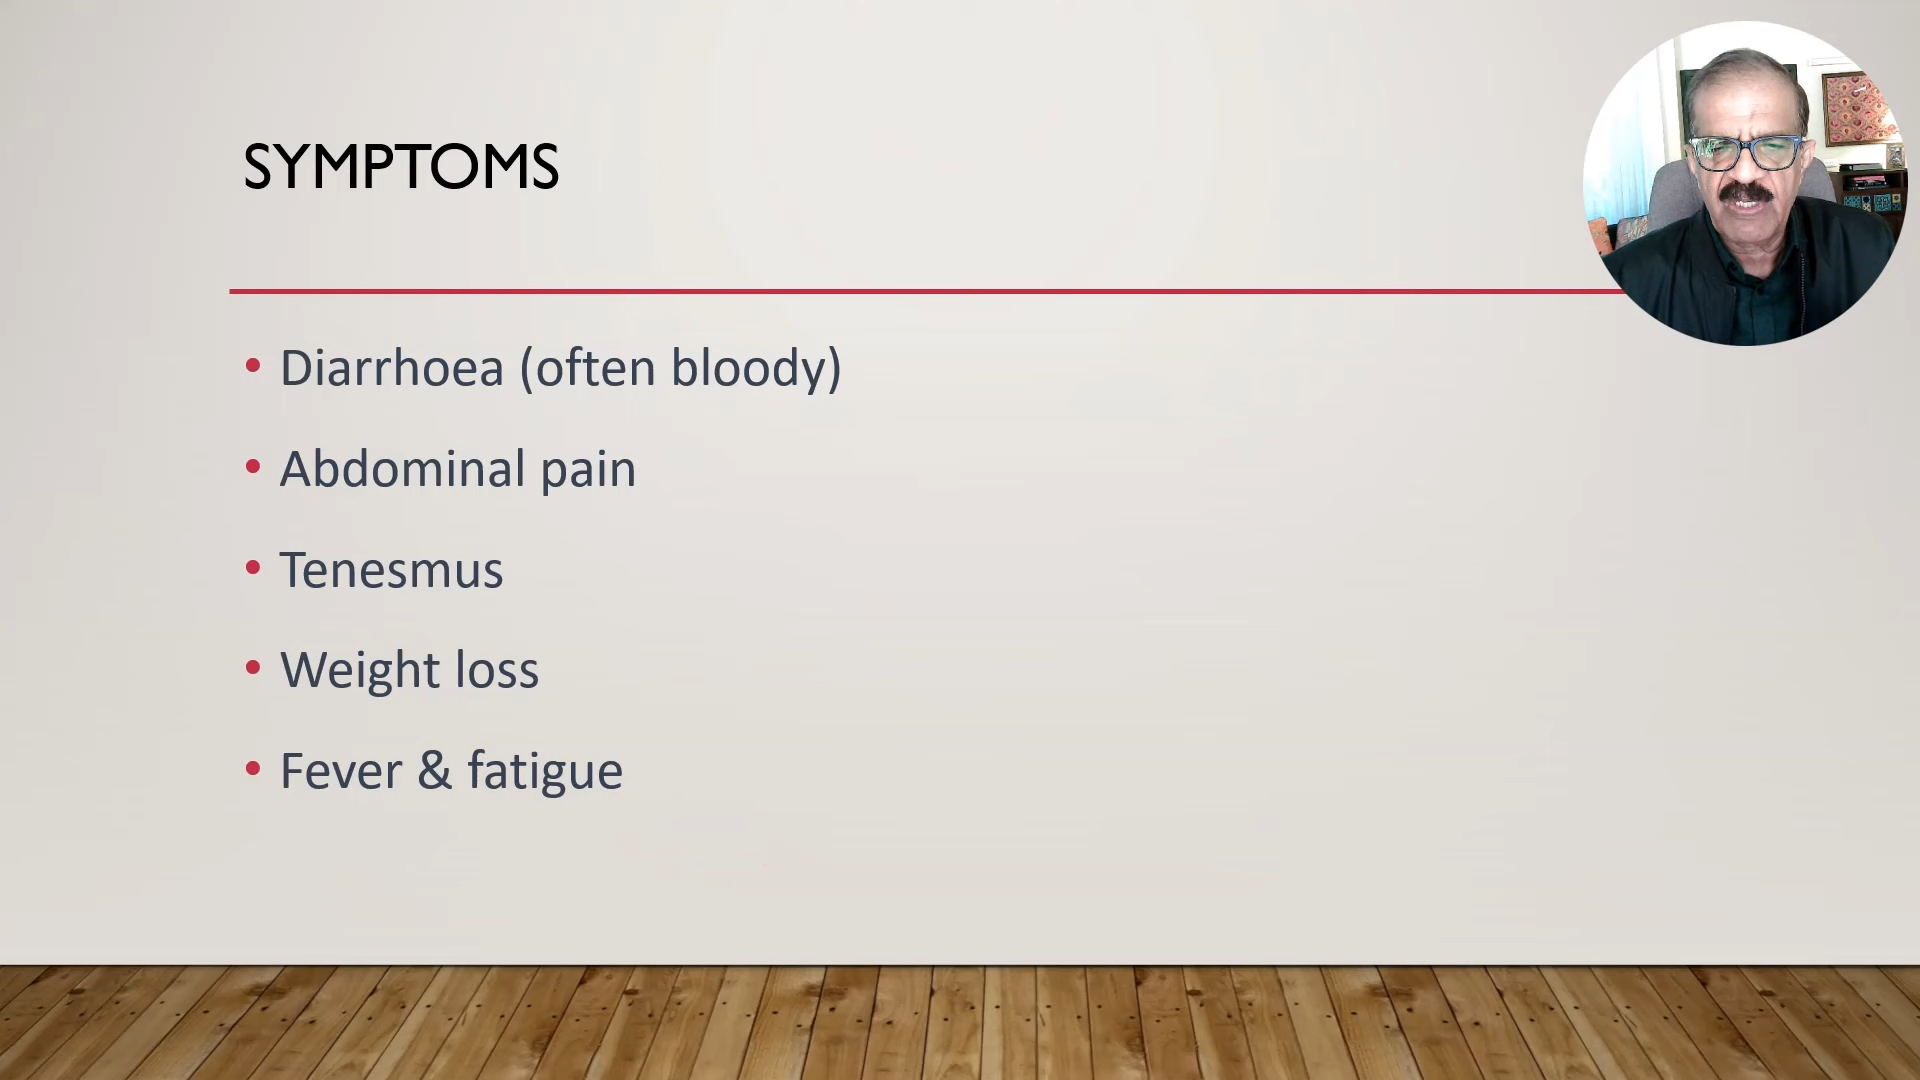 SYMPTOMS
• Diarrhoea (often bloody)
• Abdominal pain
• Tenesmus
• Weight loss
• Fever & fatigue